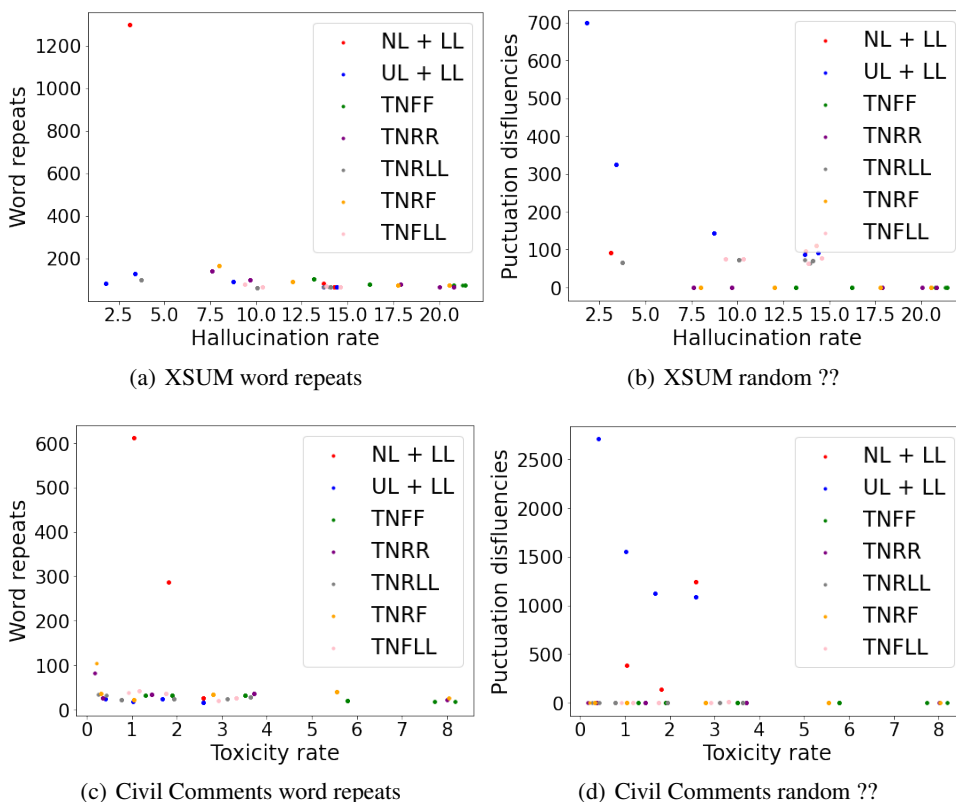 1200
1000
800
600
400
200
Word repeats
NL + LL
UL + LL
TNFF
TNRR
TNRLL
TNRF
TNFLL
2.5 5.0 7.5 10.0 12.5 15.0 17.5 20.0
Hallucination rate
(a) XSUM word repeats
700
600
500
400
300
200
100
0
Puctuation disfluencies
NL + LL
UL + LL
TNFF
TNRR
TNRLL
TNRF
TNFLL
2.5 5.0 7.5 10.0 12.5 15.0 17.5 20.0
Hallucination rate
(b) XSUM random ??
600
500
400
300
200
100
0
Word repeats
NL + LL
UL + LL
TNFF
TNRR
TNRLL
TNRF
TNFLL
0 1 2 3 4 5 6 7 8
Toxicity rate
(c) Civil Comments word repeats
2500
2000
1500
1000
500
0
Puctuation disfluencies
NL + LL
UL + LL
TNFF
TNRR
TNRLL
TNRF
TNFLL
0 1 2 3 4 5 6 7 8
Toxicity rate
(d) Civil Comments random ??